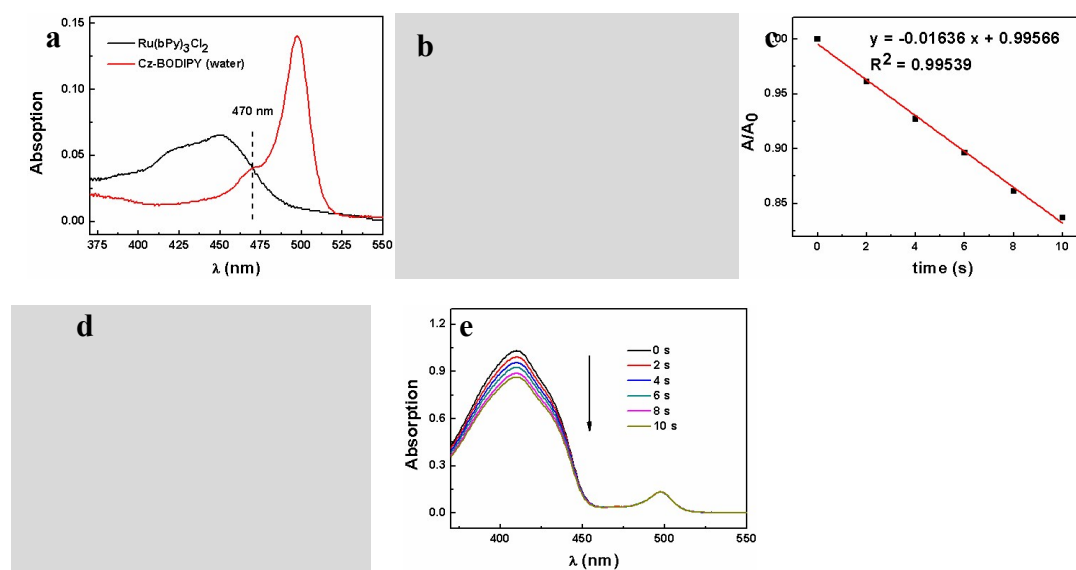 a
0.15
0.10
0.05
0.00
Absoption
Ru(bPy)3Cl2
Cz-BODIPY (water)
470 nm
375 400 425 450 475 500 525 550
λ (nm)
b
c
.00
0.95
0.90
0.85
A/A0
y = -0.01636 x + 0.99566
R2 = 0.99539
0 2 4 6 8 10
time (s)
d
e
1.2
0.9
0.6
0.3
0.0
Absorption
0 s
2 s
4 s
6 s
8 s
10 s
400 450 500 550
λ (nm)